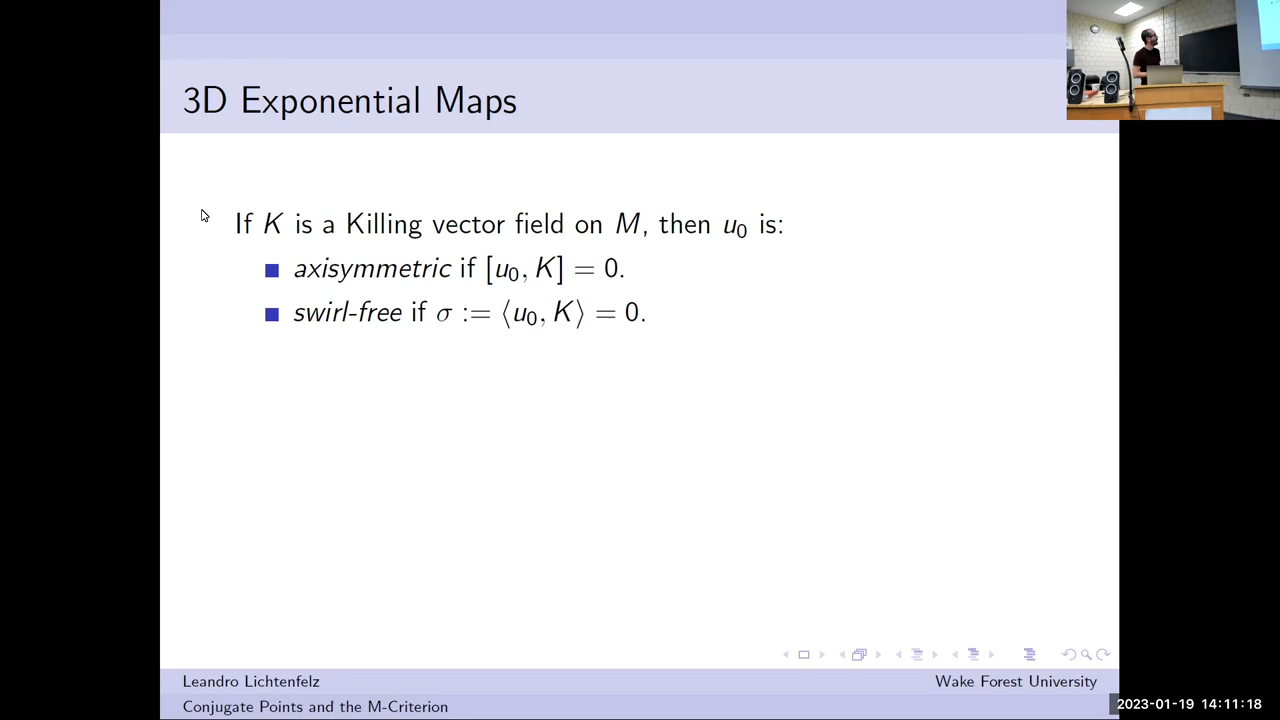 3D Exponential Maps
If K is a Killing vector field on M, then u₀ is:
axisymmetric if [u₀, K] = 0.
swirl-free if σ := ⟨u₀, K⟩ = 0.
Leandro Lichtenfelz
Wake Forest University
Conjugate Points and the M-Criterion
2023-01-19 14:11:18